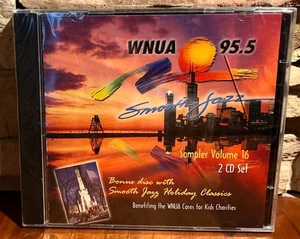 WNUA 95.5
Smooth Jazz
Sampler Volume 16
2 CD Set
Bonus disc with
Smooth Jazz Holiday Classics
Benefiting the WNUA Cares for Kids Charities